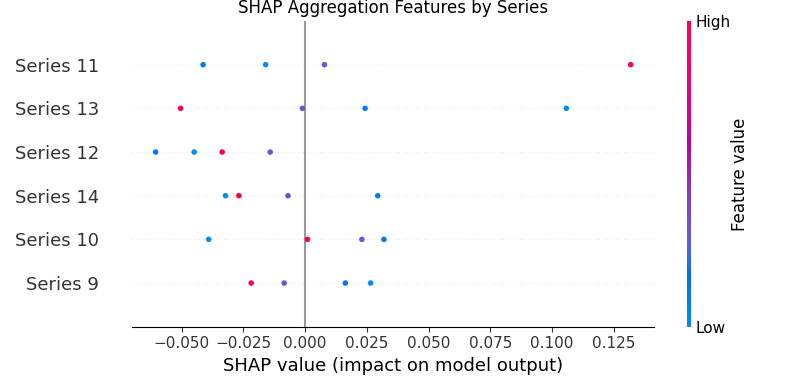 SHAP Aggregation Features by Series
High
Series 11
Series 13
Series 12
Series 14
Series 10
Series 9
Feature value
Low
−0.050 −0.025 0.000 0.025 0.050 0.075 0.100 0.125
SHAP value (impact on model output)